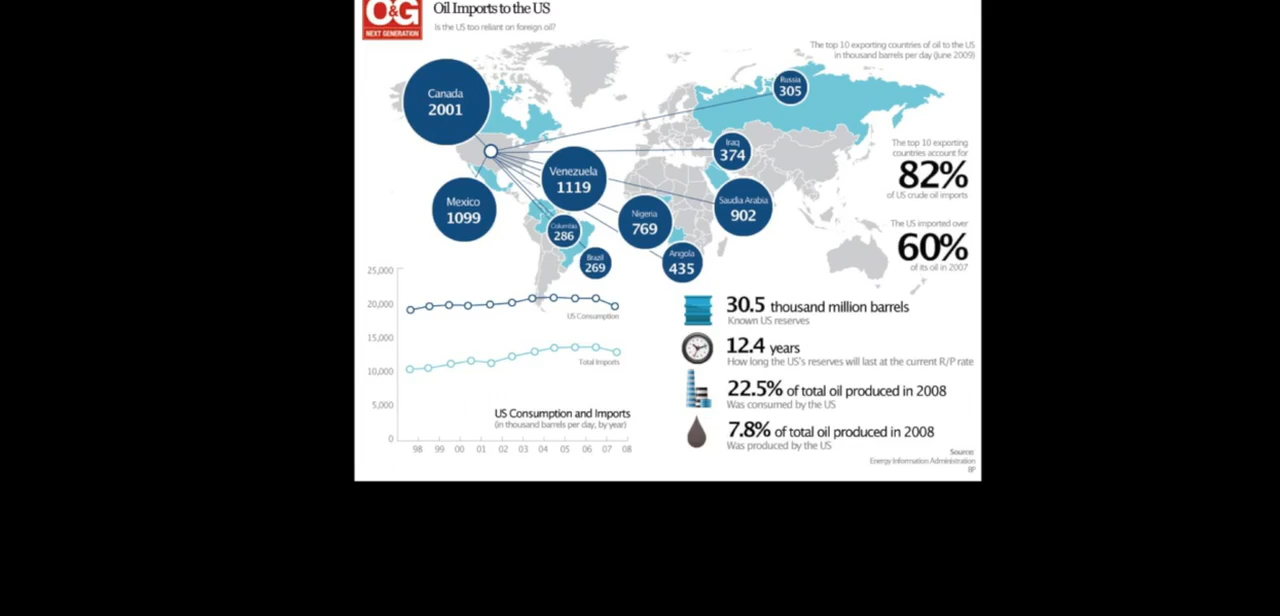 O&G
NEXT GENERATION
Oil Imports to the US
Is the US too reliant on foreign oil?
The top 10 exporting countries of oil to the US
in thousand barrels per day (June 2009)
Canada
2001
Russia
305
Iraq
374
Venezuela
1119
Mexico
1099
Saudia Arabia
902
Nigeria
769
Columbia
286
Angola
435
Brazil
269
The top 10 exporting
countries account for
82%
of US crude oil imports
The US imported over
60%
of its oil in 2007
25,000
20,000
15,000
10,000
5,000
0
US Consumption
Total Imports
US Consumption and Imports
(in thousand barrels per day, by year)
98 99 00 01 02 03 04 05 06 07 08
30.5 thousand million barrels
Known US reserves
12.4 years
How long the US's reserves will last at the current R/P rate
22.5% of total oil produced in 2008
Was consumed by the US
7.8% of total oil produced in 2008
Was produced by the US
Source:
Energy Information Administration
BP